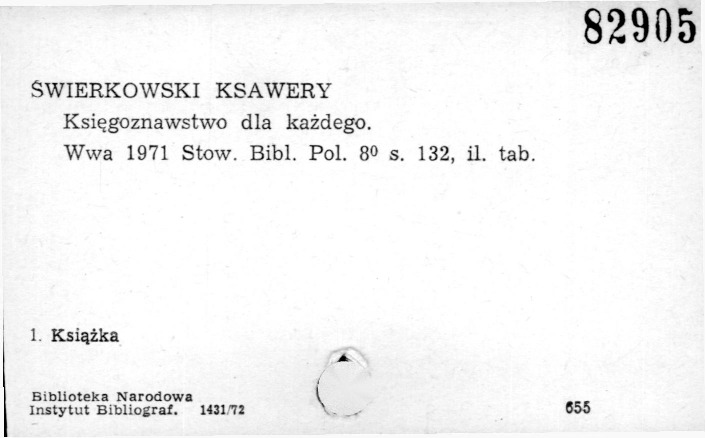 82905
ŚWIERKOWSKI KSAWERY
Księgoznawstwo dla każdego.
Wwa 1971 Stow. Bibl. Pol. 8⁰ s. 132, il. tab.
1. Książka
Biblioteka Narodowa
Instytut Bibliograf. 1431/72
655